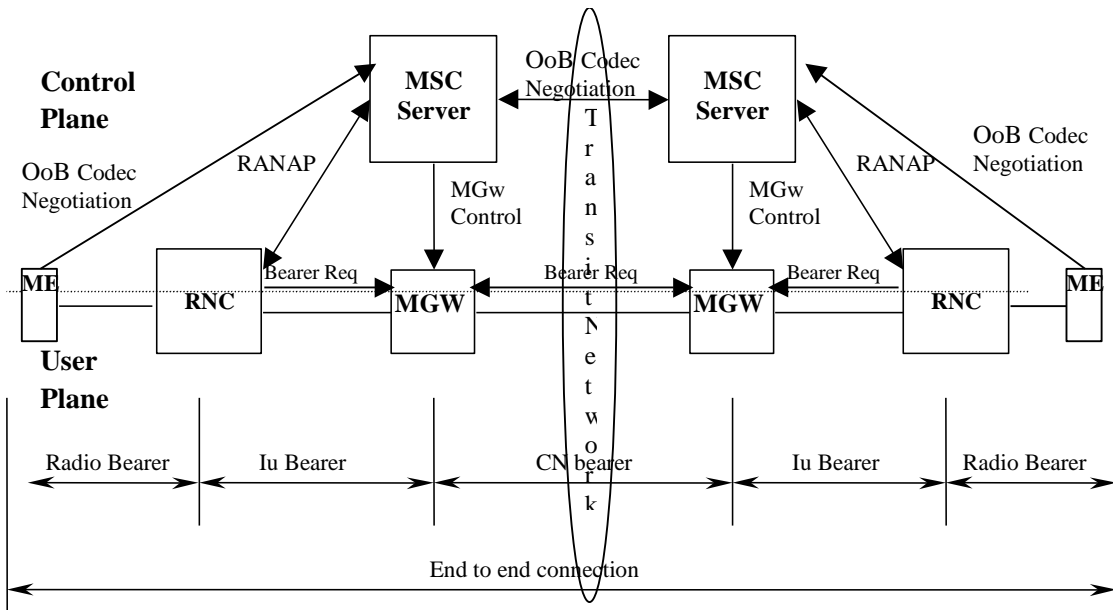 Control
Plane
MSC
Server
OoB Codec
Negotiation
MSC
Server
OoB Codec
Negotiation
RANAP
MGw
Control
Transit Network
MGw
Control
RANAP
OoB Codec
Negotiation
ME
RNC
Bearer Req
MGW
Bearer Req
MGW
Bearer Req
RNC
ME
User
Plane
Radio Bearer
Iu Bearer
CN bearer
Iu Bearer
Radio Bearer
End to end connection